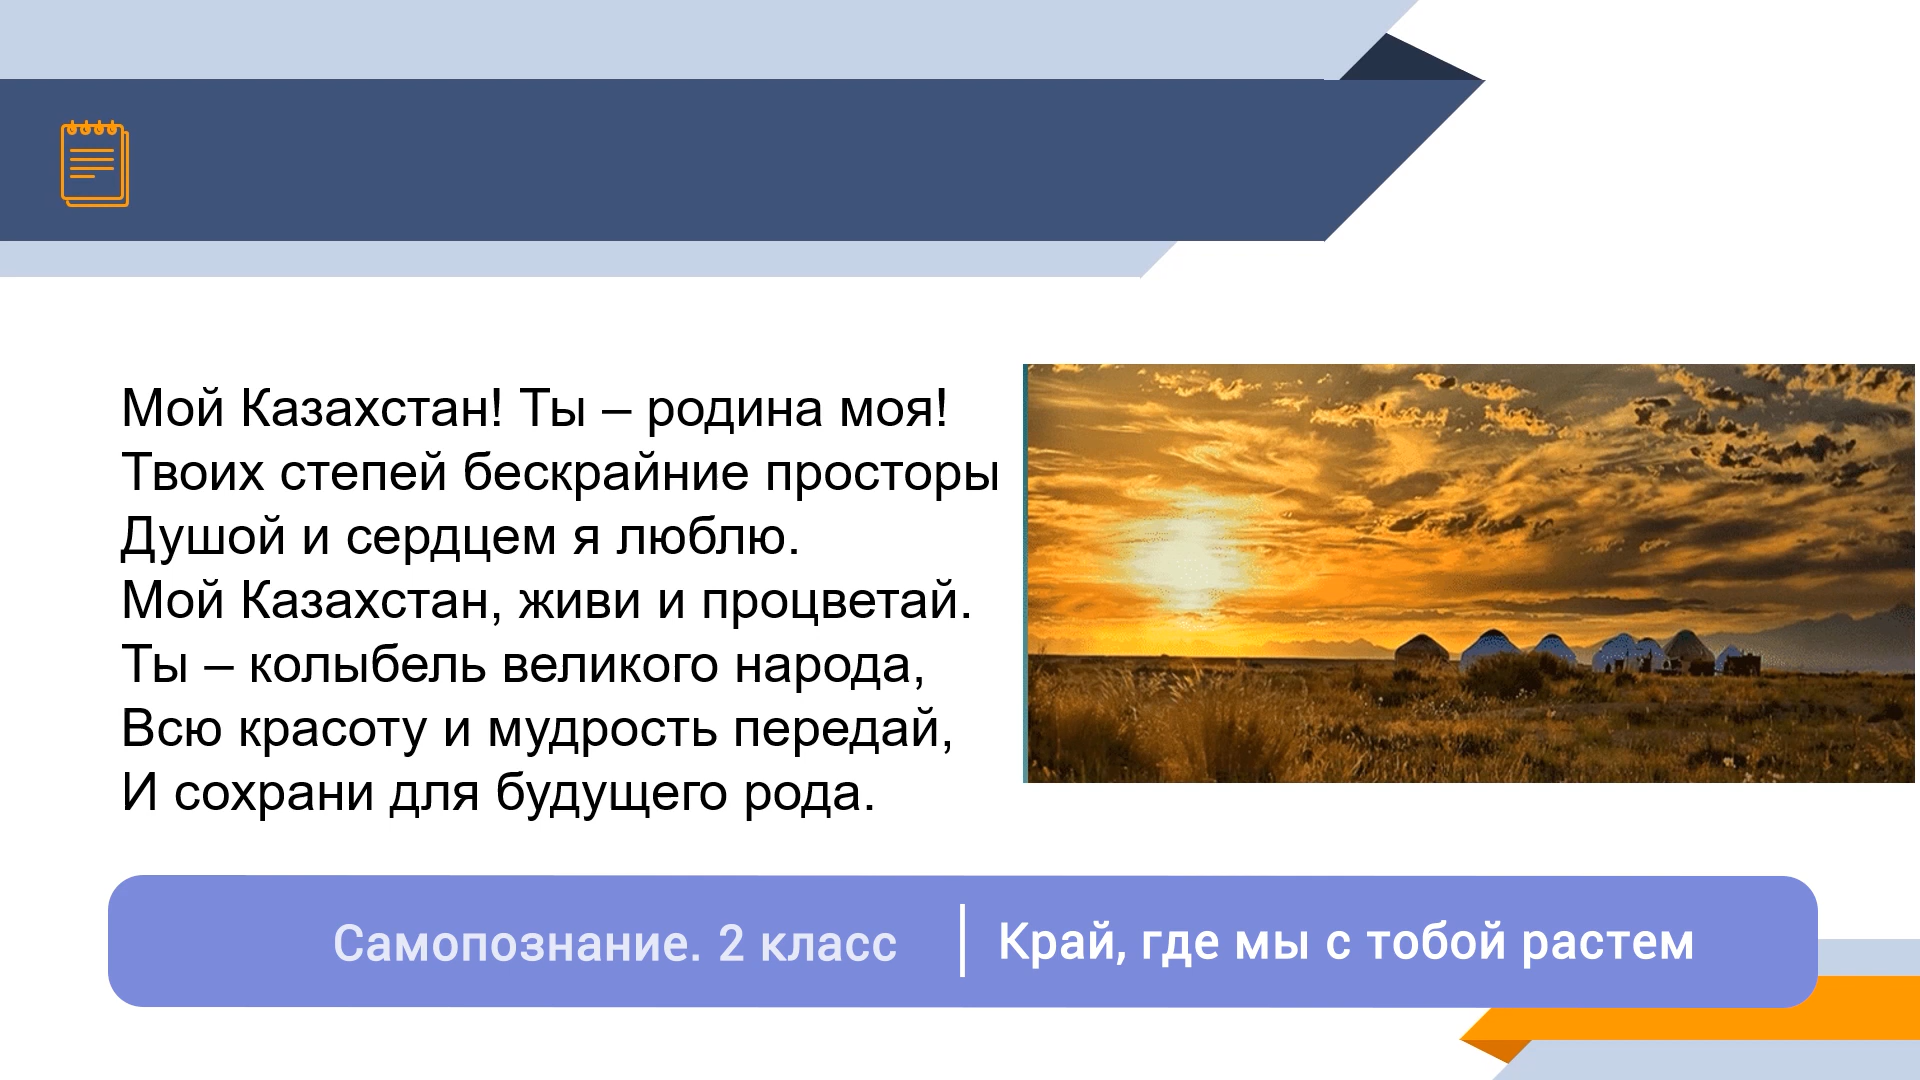 Мой Казахстан! Ты – родина моя!
Твоих степей бескрайние просторы
Душой и сердцем я люблю.
Мой Казахстан, живи и процветай.
Ты – колыбель великого народа,
Всю красоту и мудрость передай,
И сохрани для будущего рода.
Самопознание. 2 класс
Край, где мы с тобой растем